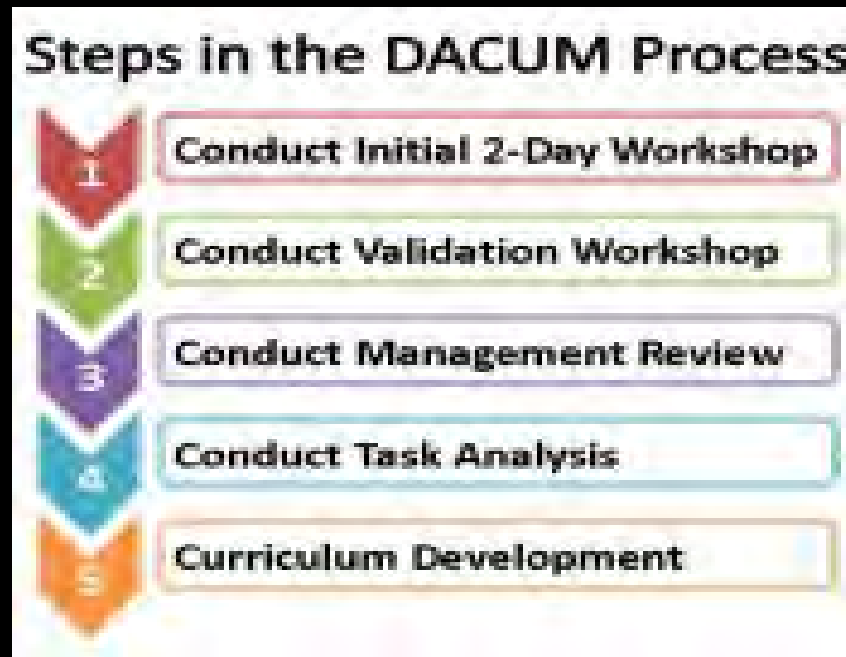 Steps in the DACUM Process
1 Conduct Initial 2-Day Workshop
2 Conduct Validation Workshop
3 Conduct Management Review
4 Conduct Task Analysis
5 Curriculum Development